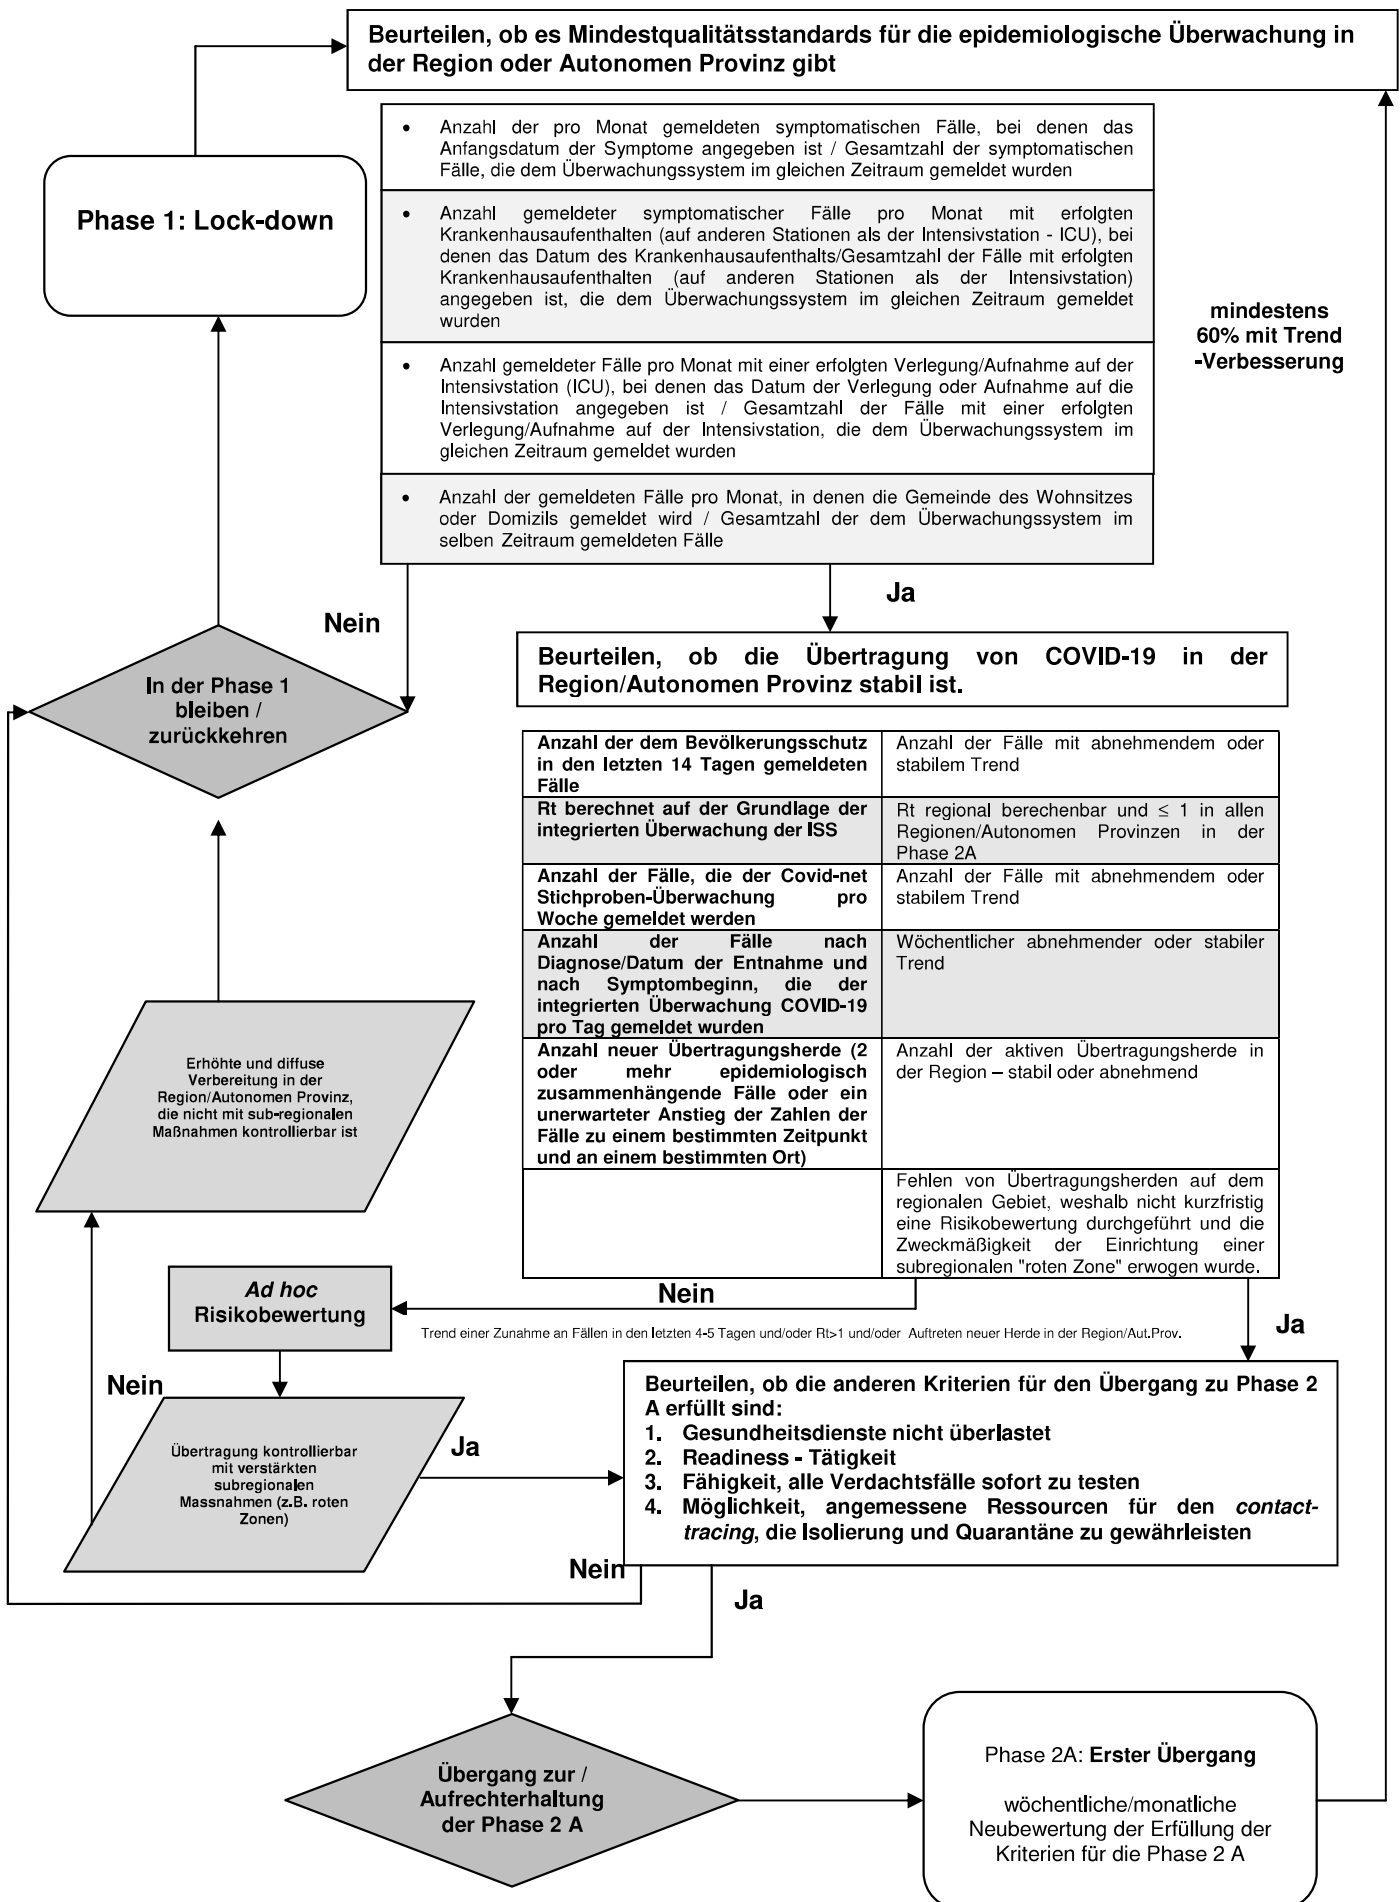 Beurteilen, ob es Mindestqualitätsstandards für die epidemiologische Überwachung in
der Region oder Autonomen Provinz gibt
Phase 1: Lock-down
• Anzahl der pro Monat gemeldeten symptomatischen Fälle, bei denen das
Anfangsdatum der Symptome angegeben ist / Gesamtzahl der symptomatischen
Fälle, die dem Überwachungssystem im gleichen Zeitraum gemeldet wurden
• Anzahl gemeldeter symptomatischer Fälle pro Monat mit erfolgten
Krankenhausaufenthalten (auf anderen Stationen als der Intensivstation - ICU), bei
denen das Datum des Krankenhausaufenthalts/Gesamtzahl der Fälle mit erfolgten
Krankenhausaufenthalten (auf anderen Stationen als der Intensivstation)
angegeben ist, die dem Überwachungssystem im gleichen Zeitraum gemeldet
wurden
• Anzahl gemeldeter Fälle pro Monat mit einer erfolgten Verlegung/Aufnahme auf der
Intensivstation (ICU), bei denen das Datum der Verlegung oder Aufnahme auf die
Intensivstation angegeben ist / Gesamtzahl der Fälle mit einer erfolgten
Verlegung/Aufnahme auf der Intensivstation, die dem Überwachungssystem im
gleichen Zeitraum gemeldet wurden
• Anzahl der gemeldeten Fälle pro Monat, in denen die Gemeinde des Wohnsitzes
oder Domizils gemeldet wird / Gesamtzahl der dem Überwachungssystem im
selben Zeitraum gemeldeten Fälle
mindestens
60% mit Trend
-Verbesserung
Nein
Ja
In der Phase 1
bleiben /
zurückkehren
Beurteilen, ob die Übertragung von COVID-19 in der
Region/Autonomen Provinz stabil ist.
Anzahl der dem Bevölkerungsschutz
in den letzten 14 Tagen gemeldeten
Fälle
Anzahl der Fälle mit abnehmendem oder
stabilem Trend
Rt berechnet auf der Grundlage der
integrierten Überwachung der ISS
Rt regional berechenbar und ≤ 1 in allen
Regionen/Autonomen Provinzen in der
Phase 2A
Anzahl der Fälle, die der Covid-net
Stichproben-Überwachung pro
Woche gemeldet werden
Anzahl der Fälle mit abnehmendem oder
stabilem Trend
Anzahl der Fälle nach
Diagnose/Datum der Entnahme und
nach Symptombeginn, die der
integrierten Überwachung COVID-19
pro Tag gemeldet wurden
Wöchentlicher abnehmender oder stabiler
Trend
Anzahl neuer Übertragungsherde (2
oder mehr epidemiologisch
zusammenhängende Fälle oder ein
unerwarteter Anstieg der Zahlen der
Fälle zu einem bestimmten Zeitpunkt
und an einem bestimmten Ort)
Anzahl der aktiven Übertragungsherde in
der Region – stabil oder abnehmend
Fehlen von Übertragungsherden auf dem
regionalen Gebiet, weshalb nicht kurzfristig
eine Risikobewertung durchgeführt und die
Zweckmäßigkeit der Einrichtung einer
subregionalen "roten Zone" erwogen wurde.
Erhöhte und diffuse
Verbereitung in der
Region/Autonomen Provinz,
die nicht mit sub-regionalen
Maßnahmen kontrollierbar ist
Ad hoc
Risikobewertung
Nein
Trend einer Zunahme an Fällen in den letzten 4-5 Tagen und/oder Rt>1 und/oder Auftreten neuer Herde in der Region/Aut.Prov.
Ja
Nein
Übertragung kontrollierbar
mit verstärkten
subregionalen
Massnahmen (z.B. roten
Zonen)
Ja
Beurteilen, ob die anderen Kriterien für den Übergang zu Phase 2
A erfüllt sind:
1. Gesundheitsdienste nicht überlastet
2. Readiness - Tätigkeit
3. Fähigkeit, alle Verdachtsfälle sofort zu testen
4. Möglichkeit, angemessene Ressourcen für den contact-
tracing, die Isolierung und Quarantäne zu gewährleisten
Nein
Ja
Übergang zur /
Aufrechterhaltung
der Phase 2 A
Phase 2A: Erster Übergang
wöchentliche/monatliche
Neubewertung der Erfüllung der
Kriterien für die Phase 2 A